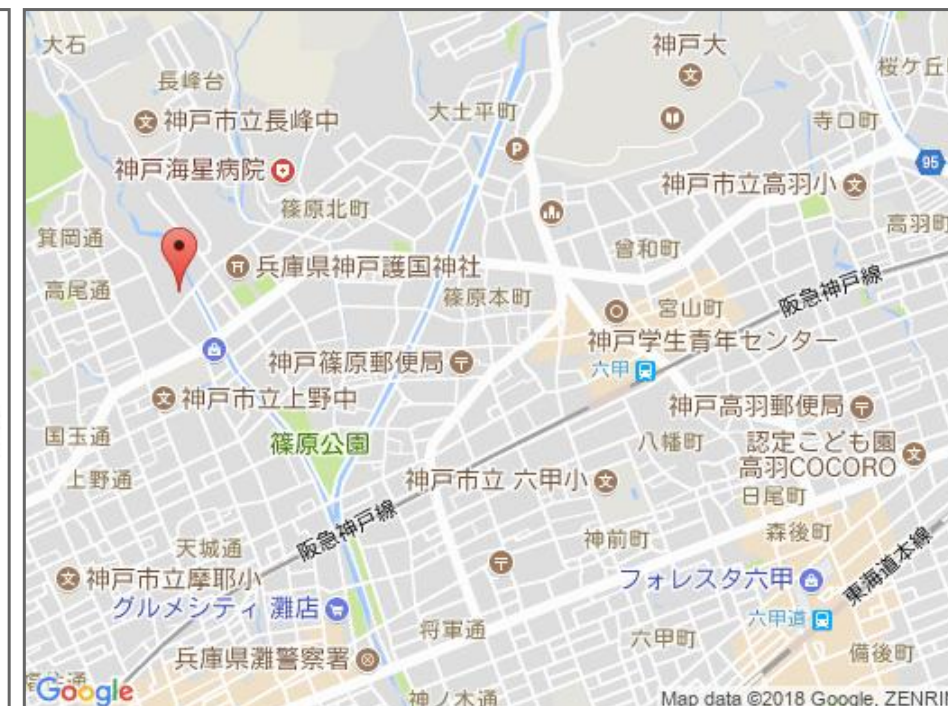 大石
神戸大
桜ケ丘
長峰台
大土平町
神戸市立長峰中
寺口町
95
神戸海星病院
神戸市立高羽小
篠原北町
高羽町
箕岡通
曾和町
兵庫県神戸護国神社
高尾通
篠原本町
阪急神戸線
宮山町
神戸学生青年センター
神戸篠原郵便局
六甲
神戸市立上野中
神戸高羽郵便局
国玉通
篠原公園
八幡町
認定こども園
高羽COCORO
上野通
神戸市立 六甲小
日尾町
阪急神戸線
森後町
天城通
神前町
東海道本線
神戸市立摩耶小
フォレスタ六甲
グルメシティ 灘店
六甲道
将軍通
六甲町
備後町
兵庫県灘警察署
Google
神ノ木通
Map data ©2018 Google, ZENRIN